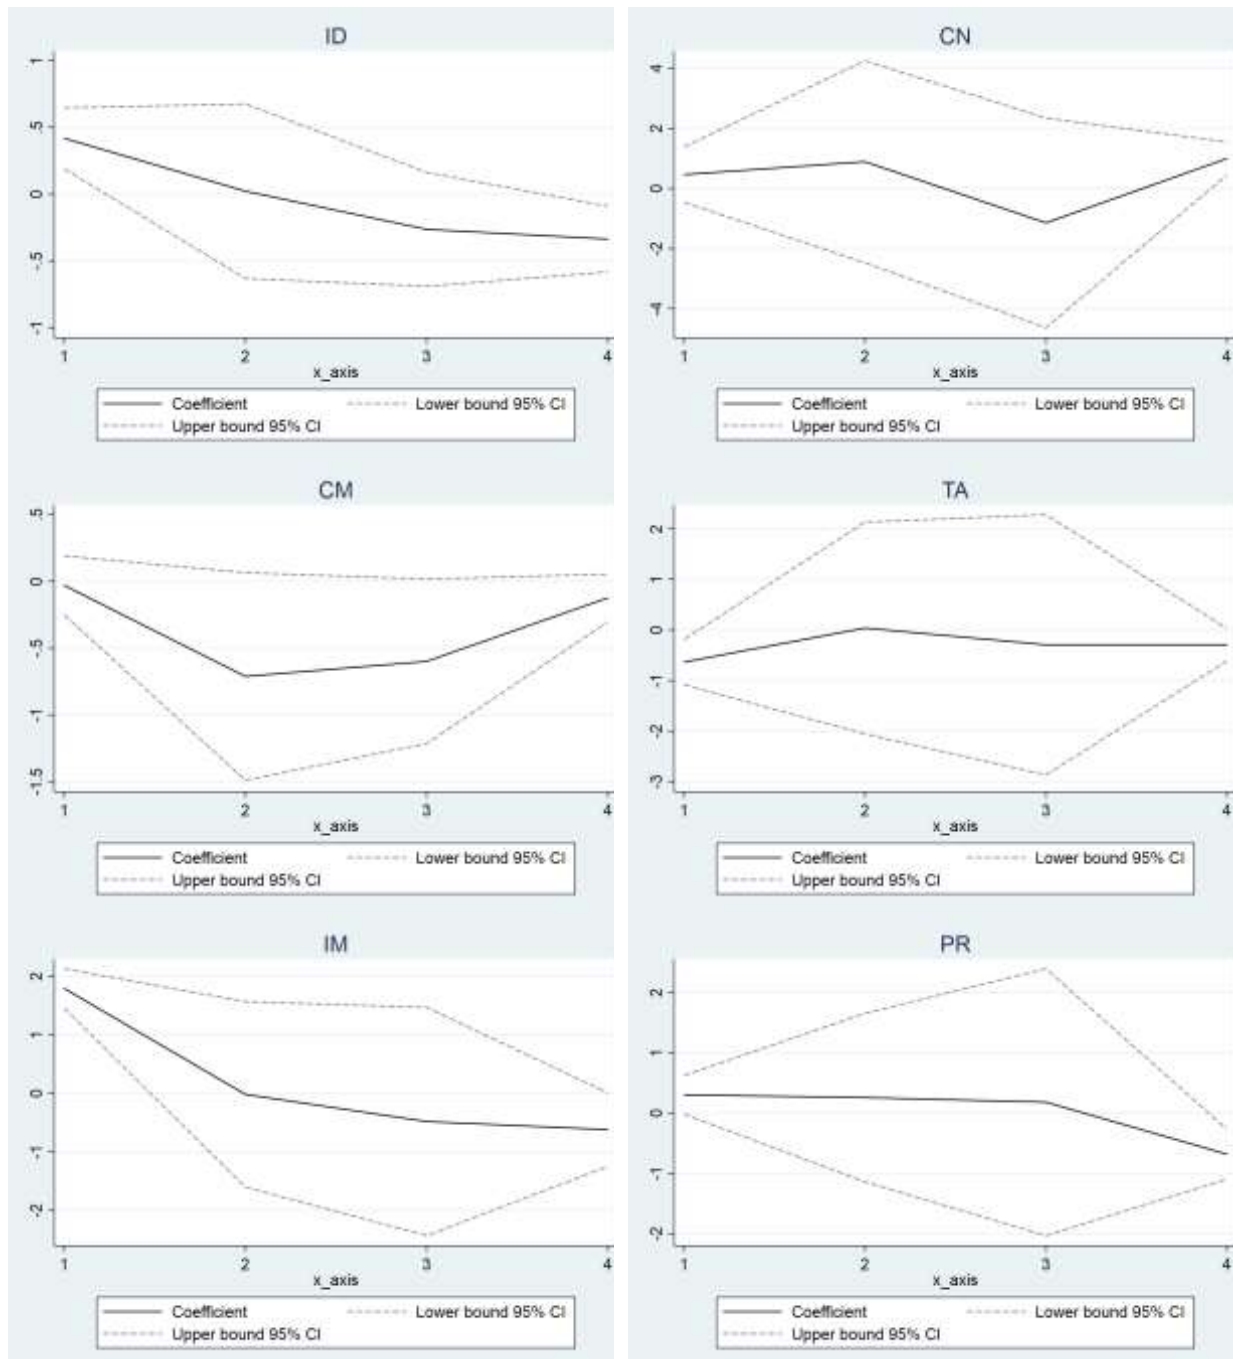 ID
1
.5
0
-.5
-1
1 2 3 4
x_axis
Coefficient Lower bound 95% CI
Upper bound 95% CI
CN
4
2
0
-2
-4
1 2 3 4
x_axis
Coefficient Lower bound 95% CI
Upper bound 95% CI
CM
.5
0
-.5
-1
-1.5
1 2 3 4
x_axis
Coefficient Lower bound 95% CI
Upper bound 95% CI
TA
2
1
0
-1
-2
-3
1 2 3 4
x_axis
Coefficient Lower bound 95% CI
Upper bound 95% CI
IM
2
1
0
-1
-2
1 2 3 4
x_axis
Coefficient Lower bound 95% CI
Upper bound 95% CI
PR
2
1
0
-1
-2
1 2 3 4
x_axis
Coefficient Lower bound 95% CI
Upper bound 95% CI